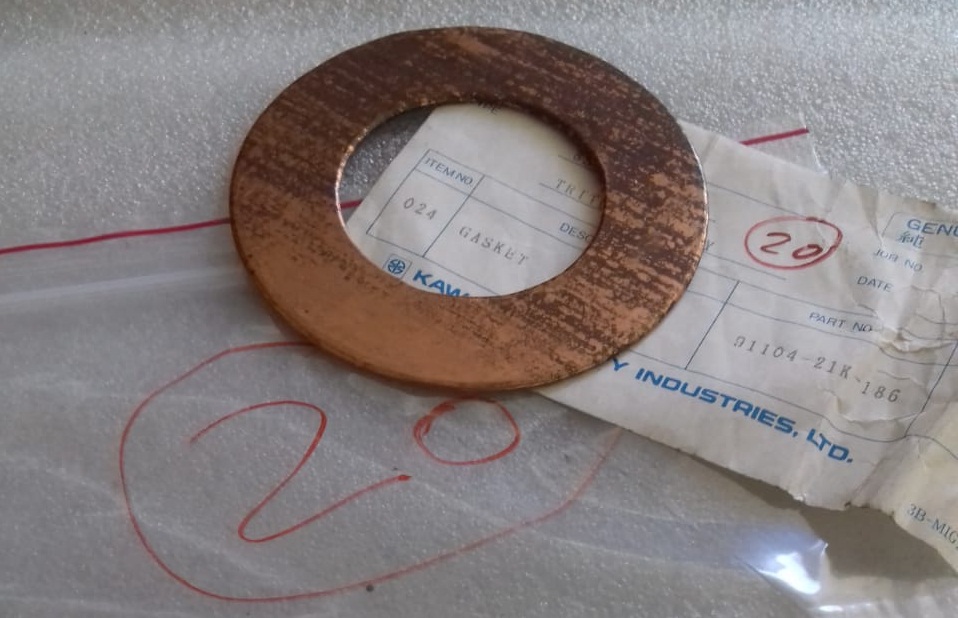 TRIT
ITEM NO.
024
GASKET
DESC
KAW
Y INDUSTRIES, LTD.
20
GENU
純
JOB NO.
DATE
PART NO.
01104-21K-186
3B-MIG
20